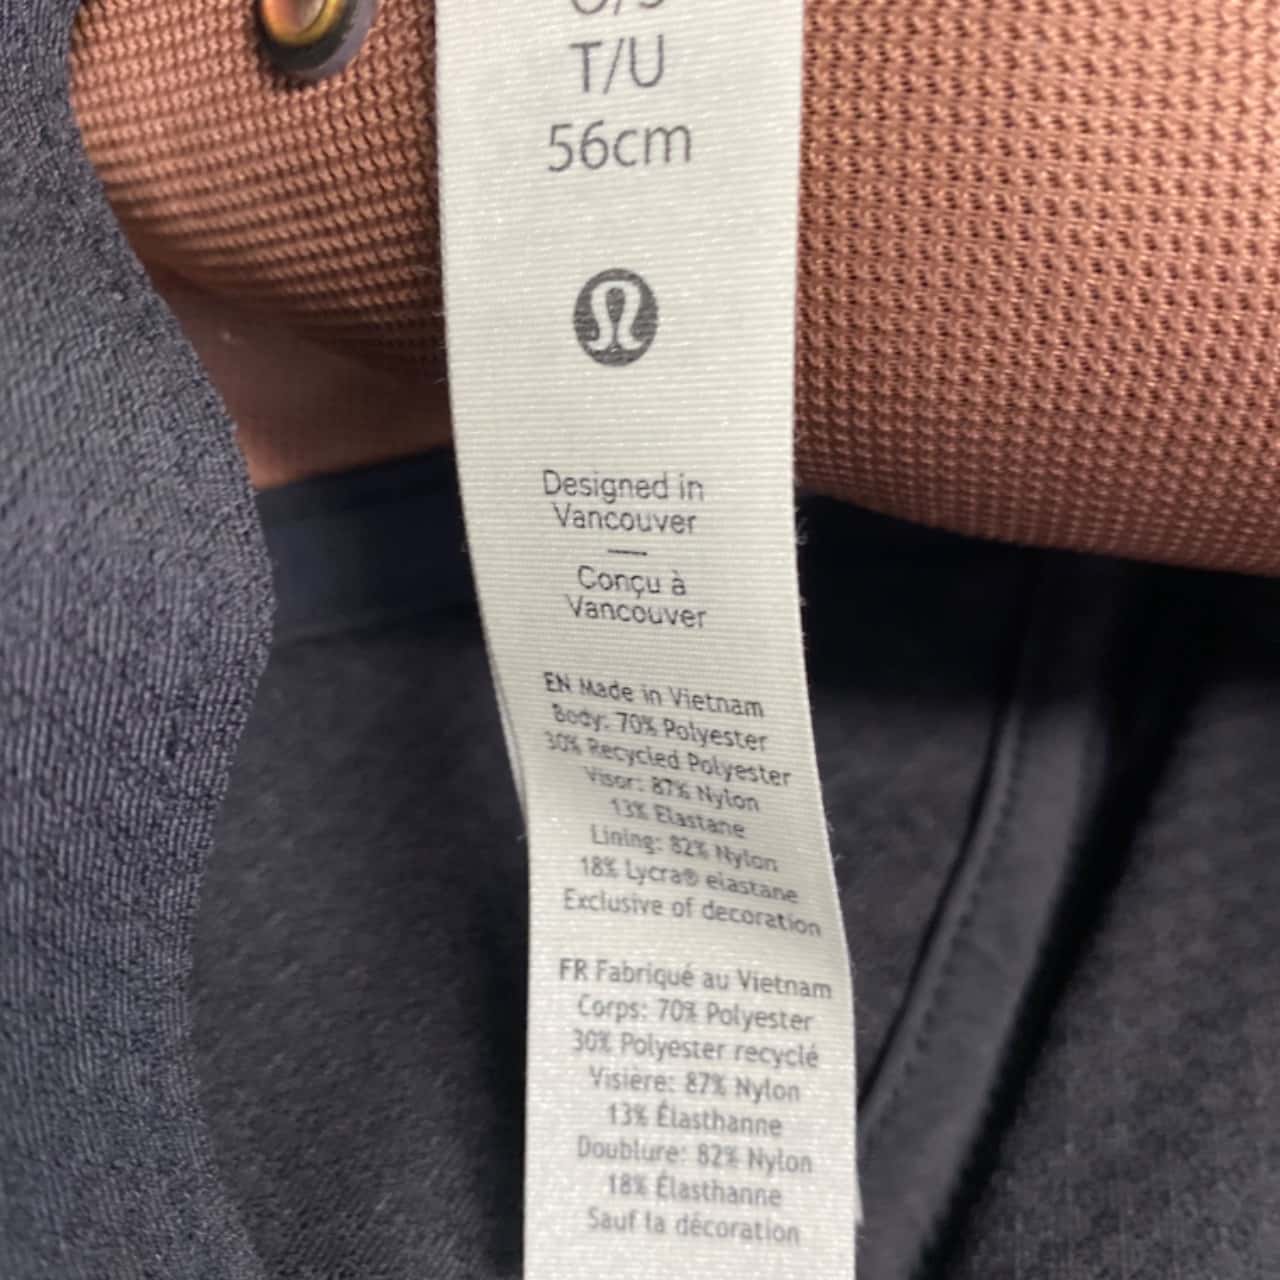 O/S
T/U
56cm
Designed in
Vancouver
—
Conçu à
Vancouver
EN Made in Vietnam
Body: 70% Polyester
30% Recycled Polyester
Visor: 87% Nylon
13% Elastane
Lining: 82% Nylon
18% Lycra® elastane
Exclusive of decoration
FR Fabriqué au Vietnam
Corps: 70% Polyester
30% Polyester recyclé
Visière: 87% Nylon
13% Élasthanne
Doublure: 82% Nylon
18% Élasthanne
Sauf la décoration